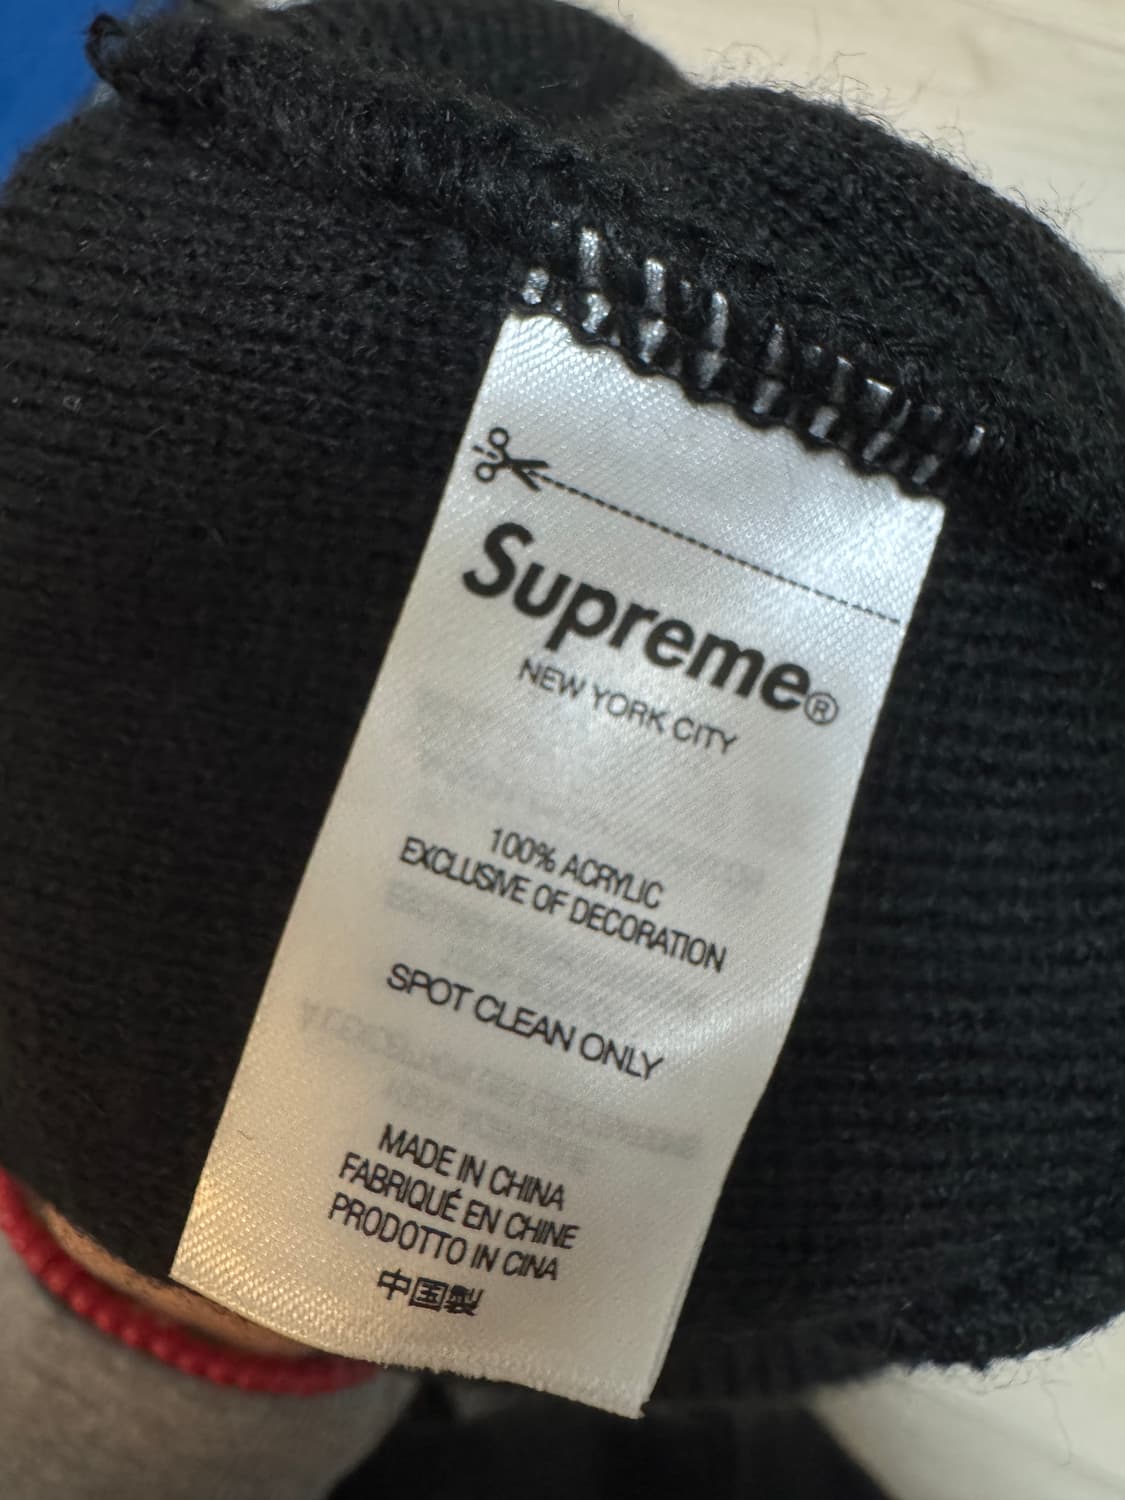 Supreme®
NEW YORK CITY
100% ACRYLIC
EXCLUSIVE OF DECORATION
SPOT CLEAN ONLY
MADE IN CHINA
FABRIQUÉ EN CHINE
PRODOTTO IN CINA
中国製